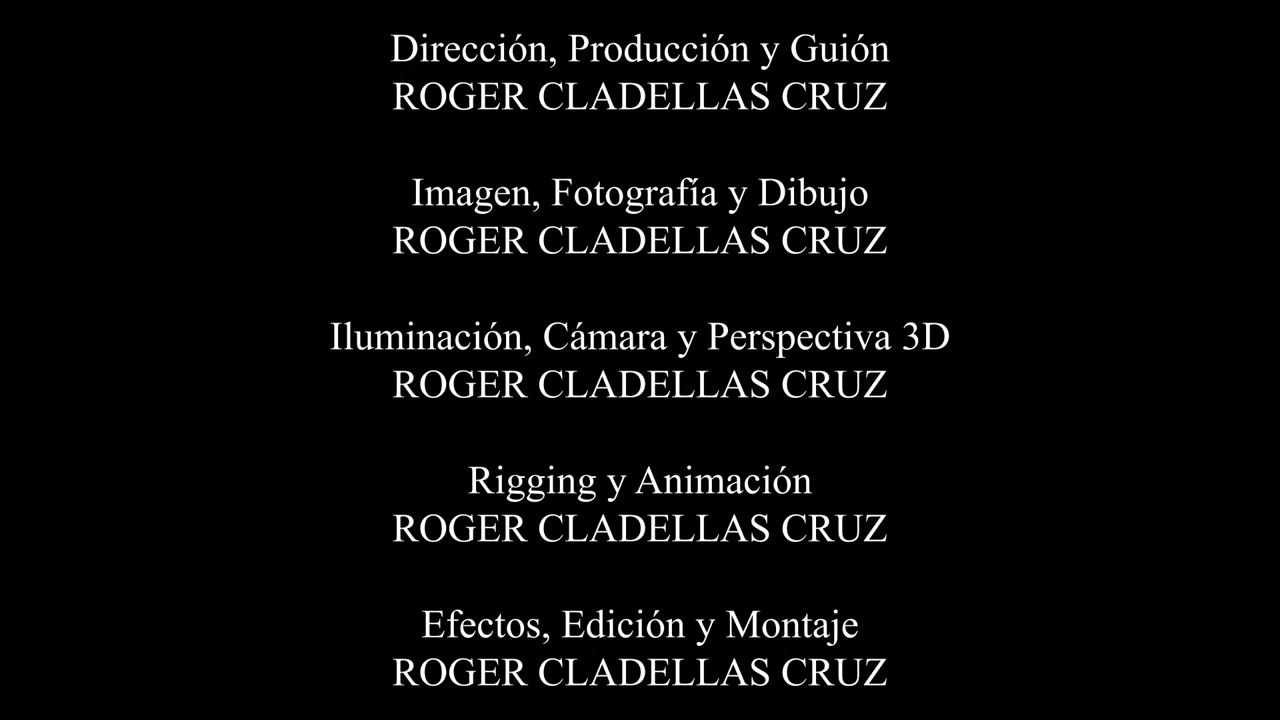 Dirección, Producción y Guión
ROGER CLADELLAS CRUZ
Imagen, Fotografía y Dibujo
ROGER CLADELLAS CRUZ
Iluminación, Cámara y Perspectiva 3D
ROGER CLADELLAS CRUZ
Rigging y Animación
ROGER CLADELLAS CRUZ
Efectos, Edición y Montaje
ROGER CLADELLAS CRUZ